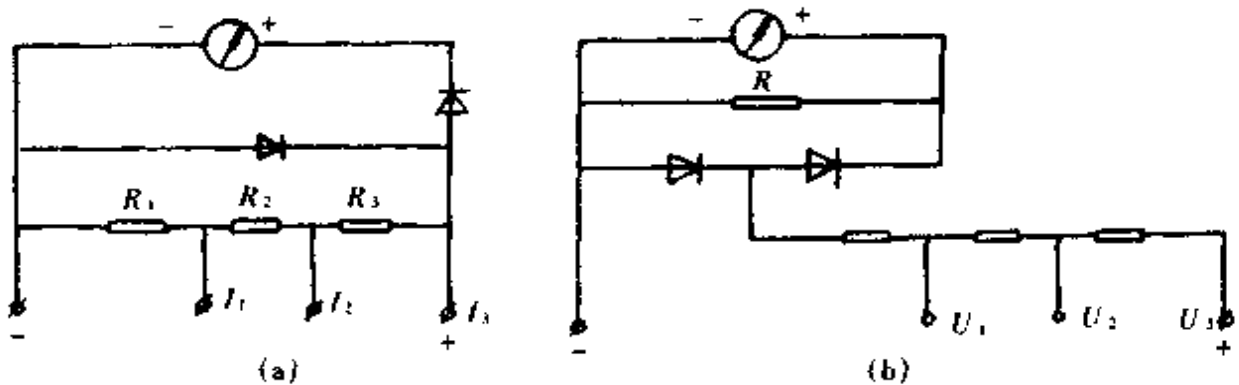 - +
R₁ R₂ R₃
I₁ I₂ I₃
- +
(a)
- +
R
U₁ U₂ U₃
- +
(b)